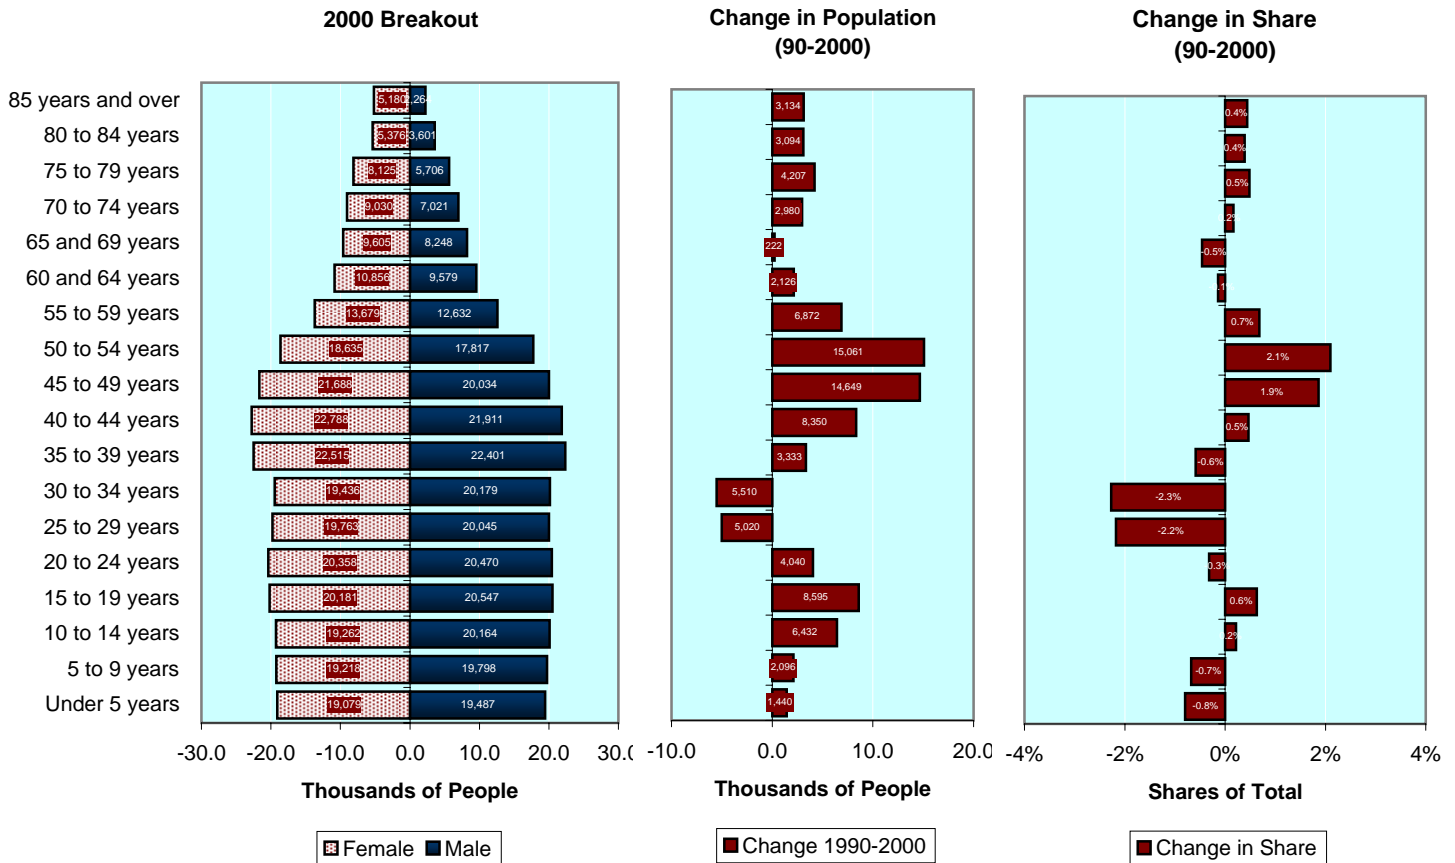 2000 Breakout
Change in Population
(90-2000)
Change in Share
(90-2000)
85 years and over 5,180 2,264 3,134 0.4%
80 to 84 years 5,376 3,601 3,094 0.4%
75 to 79 years 8,125 5,706 4,207 0.5%
70 to 74 years 9,030 7,021 2,980 .2%
65 and 69 years 9,605 8,248 222 -0.5%
60 and 64 years 10,856 9,579 2,126 .1%
55 to 59 years 13,679 12,632 6,872 0.7%
50 to 54 years 18,635 17,817 15,061 2.1%
45 to 49 years 21,688 20,034 14,649 1.9%
40 to 44 years 22,788 21,911 8,350 0.5%
35 to 39 years 22,515 22,401 3,333 -0.6%
30 to 34 years 19,436 20,179 5,510 -2.3%
25 to 29 years 19,763 20,045 5,020 -2.2%
20 to 24 years 20,358 20,470 4,040 0.3%
15 to 19 years 20,181 20,547 8,595 0.6%
10 to 14 years 19,262 20,164 6,432 .2%
5 to 9 years 19,218 19,798 2,096 -0.7%
Under 5 years 19,079 19,487 1,440 -0.8%
-30.0 -20.0 -10.0 0.0 10.0 20.0 30.0 -10.0 0.0 10.0 20.0 -4% -2% 0% 2% 4%
Thousands of People
Thousands of People
Shares of Total
Female Male
Change 1990-2000
Change in Share